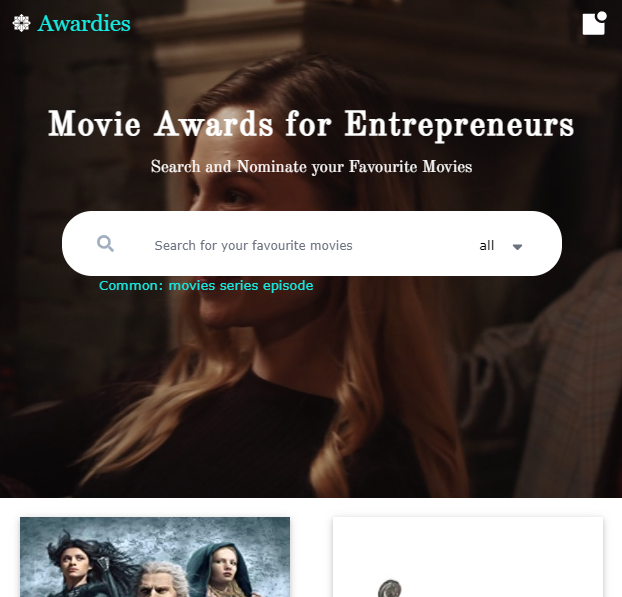 Awardies
Movie Awards for Entrepreneurs
Search and Nominate your Favourite Movies
Search for your favourite movies
all
Common: movies series episode